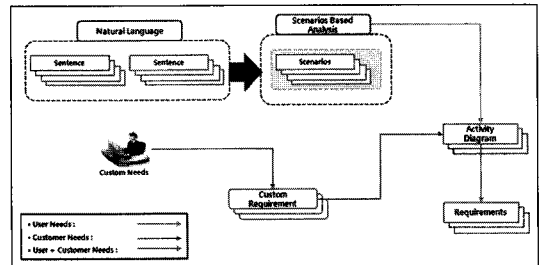 Natural Language
Scenarios Based
Analysis
Sentence
Sentence
Scenarios
Activity
Diagram
Custom Needs
Custom
Requirement
Requirements
• User Needs :
• Customer Needs :
• User + Customer Needs :